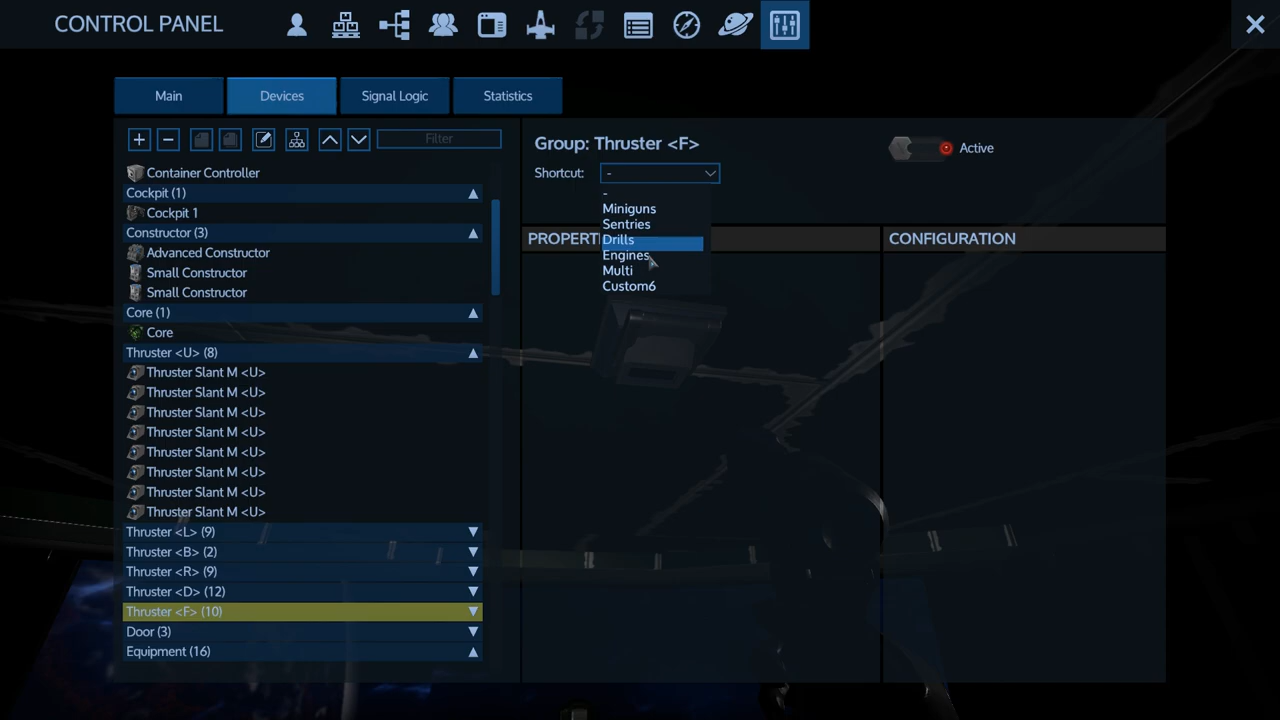 CONTROL PANEL
Main
Devices
Signal Logic
Statistics
Filter
Container Controller
Cockpit (1)
Cockpit 1
Constructor (3)
Advanced Constructor
Small Constructor
Small Constructor
Core (1)
Core
Thruster <U> (8)
Thruster Slant M <U>
Thruster Slant M <U>
Thruster Slant M <U>
Thruster Slant M <U>
Thruster Slant M <U>
Thruster Slant M <U>
Thruster Slant M <U>
Thruster Slant M <U>
Thruster <L> (9)
Thruster <B> (2)
Thruster <R> (9)
Thruster <D> (12)
Thruster <F> (10)
Door (3)
Equipment (16)
Group: Thruster <F>
Shortcut: -
-
Miniguns
Sentries
Drills
Engines
Multi
Custom6
Active
PROPERT
CONFIGURATION